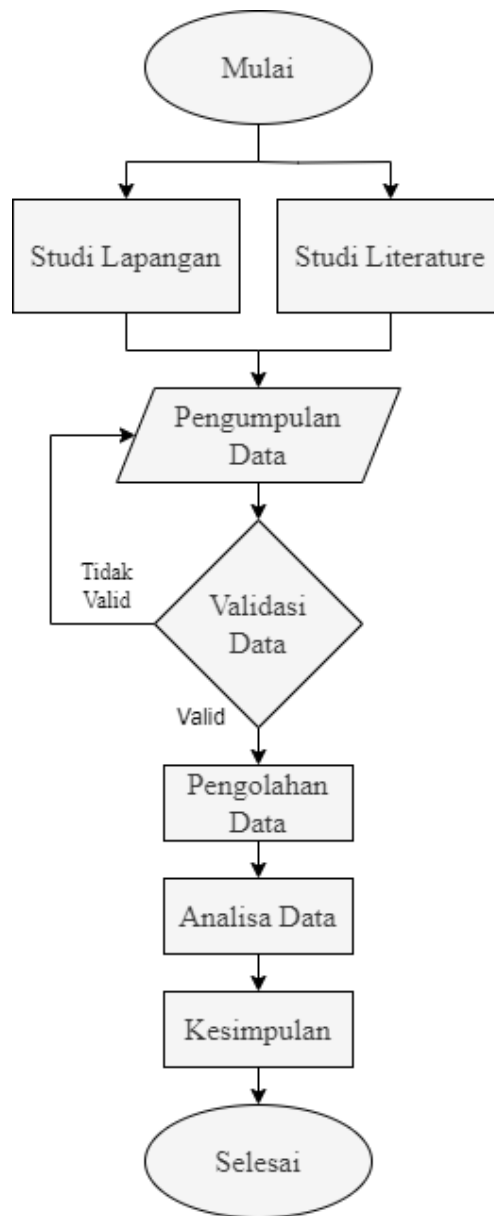 Mulai
Studi Lapangan
Studi Literature
Pengumpulan
Data
Tidak
Valid
Validasi
Data
Valid
Pengolahan
Data
Analisa Data
Kesimpulan
Selesai